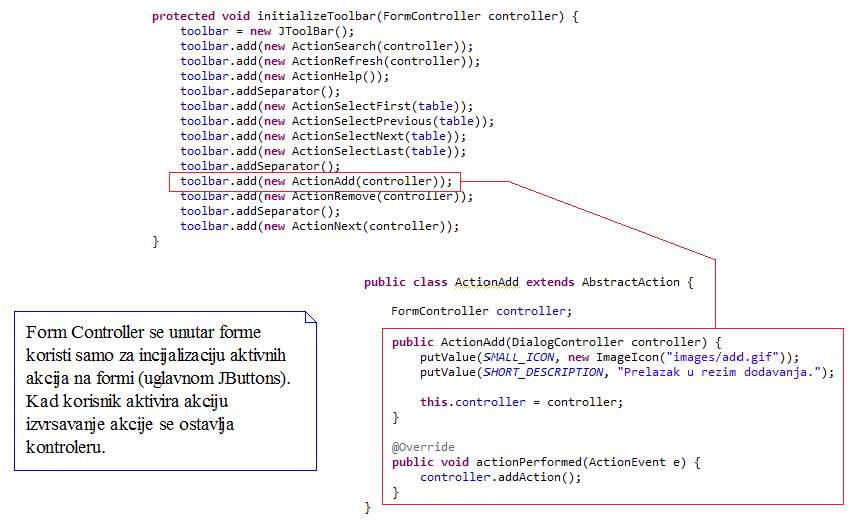 protected void initializeToolbar(FormController controller) {
toolbar = new JToolBar();
toolbar.add(new ActionSearch(controller));
toolbar.add(new ActionRefresh(controller));
toolbar.add(new ActionHelp());
toolbar.addSeparator();
toolbar.add(new ActionSelectFirst(table));
toolbar.add(new ActionSelectPrevious(table));
toolbar.add(new ActionSelectNext(table));
toolbar.add(new ActionSelectLast(table));
toolbar.addSeparator();
toolbar.add(new ActionAdd(controller));
toolbar.add(new ActionRemove(controller));
toolbar.addSeparator();
toolbar.add(new ActionNext(controller));
}
Form Controller se unutar forme
koristi samo za incijalizaciju aktivnih
akcija na formi (uglavnom JButtons).
Kad korisnik aktivira akciju
izvrsavanje akcije se ostavlja
kontroleru.
public class ActionAdd extends AbstractAction {
FormController controller;
public ActionAdd(DialogController controller) {
putValue(SMALL_ICON, new ImageIcon("images/add.gif"));
putValue(SHORT_DESCRIPTION, "Prelazak u rezim dodavanja.");
this.controller = controller;
}
@Override
public void actionPerformed(ActionEvent e) {
controller.addAction();
}
}